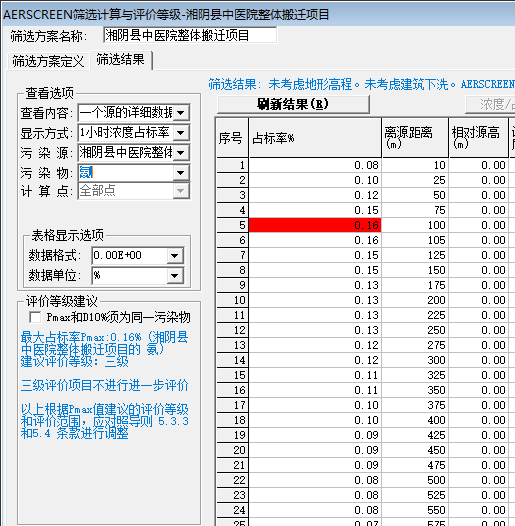 AERSCREEN筛选计算与评价等级-湘阴县中医院整体搬迁项目
筛选方案名称: 湘阴县中医院整体搬迁项目
筛选方案定义 筛选结果
筛选结果: 未考虑地形高程。未考虑建筑下洗。AERSCREEN
查看选项
查看内容: 一个源的详细数据
显示方式: 1小时浓度占标率
污 染 源: 湘阴县中医院整体
污 染 物: 氨
计 算 点: 全部点
表格显示选项
数据格式: 0.00E+00
数据单位: %
评价等级建议
Pmax和D10%须为同一污染物
最大占标率Pmax:0.16% (湘阴县
中医院整体搬迁项目的 氨)
建议评价等级: 三级
三级评价项目不进行进一步评价
以上根据Pmax值建议的评价等级
和评价范围，应对照导则 5.3.3
和5.4 条款进行调整
刷新结果(R) 浓度/
序号 占标率% 离源距离(m) 相对源高(m)
1 0.08 10 0.00
2 0.10 25 0.00
3 0.12 50 0.00
4 0.15 75 0.00
5 0.16 100 0.00
6 0.16 105 0.00
7 0.15 125 0.00
8 0.15 150 0.00
9 0.13 175 0.00
10 0.13 200 0.00
11 0.13 225 0.00
12 0.13 250 0.00
13 0.12 275 0.00
14 0.12 300 0.00
15 0.11 325 0.00
16 0.11 350 0.00
17 0.10 375 0.00
18 0.10 400 0.00
19 0.09 425 0.00
20 0.09 450 0.00
21 0.09 475 0.00
22 0.08 500 0.00
23 0.08 525 0.00
24 0.08 550 0.00
25 0.07 575 0.00